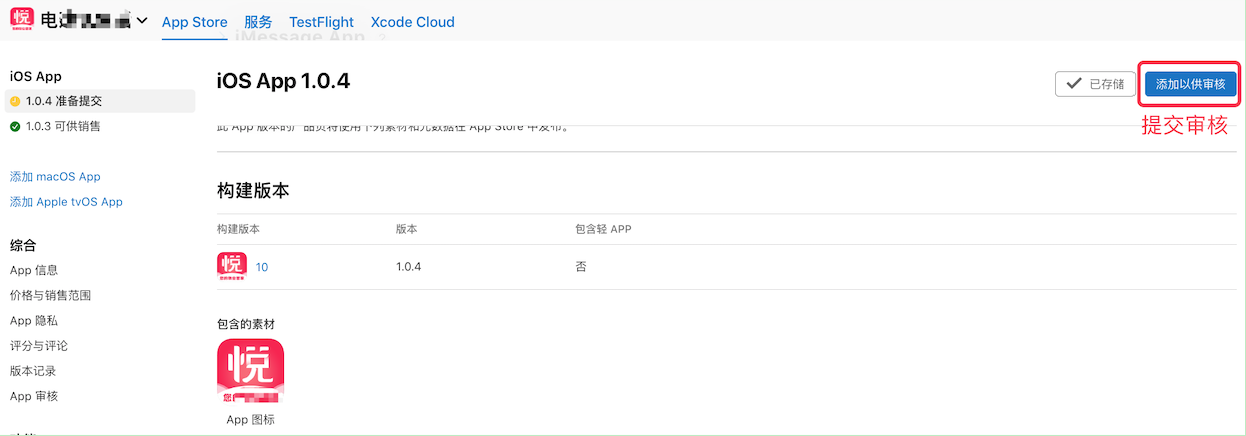 悦
电
App Store
服务
TestFlight
Xcode Cloud
iMessage App
iOS App
1.0.4 准备提交
1.0.3 可供销售
添加 macOS App
添加 Apple tvOS App
综合
App 信息
价格与销售范围
App 隐私
评分与评论
版本记录
App 审核
iOS App 1.0.4
已存储
添加以供审核
提交审核
此 App 版本的产品页将使用下列素材和元数据在 App Store 中发布。
构建版本
构建版本
版本
包含轻 APP
悦
10
1.0.4
否
包含的素材
悦
您
App 图标